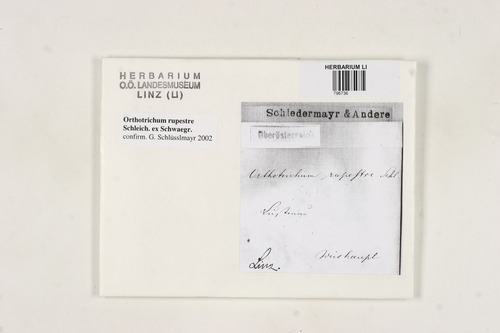 HERBARIUM
O.Ö. LANDESMUSEUM
LINZ (LI)
HERBARIUM LI
Orthotrichum rupestre
Schleich. ex Schwaegr.
confirm. G. Schlüsslmayr 2002
Schiedermayr & Andere
Oberösterreich
Orthotrichum rupestre Schl
Linz.